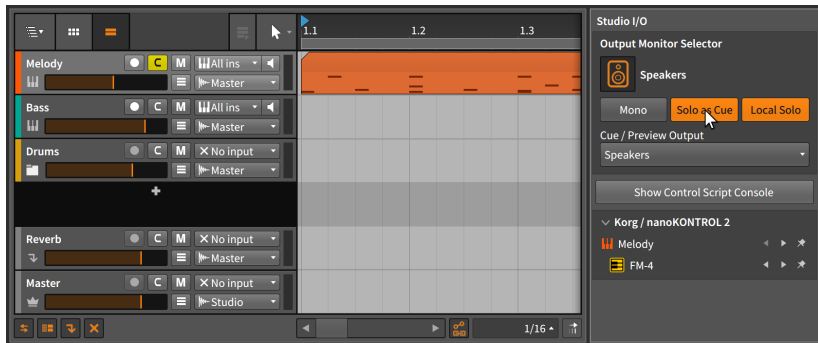 1.1 1.2 1.3
Melody C M All ins
Master
Bass C M All ins
Master
Drums C M No input
Master
Reverb C M No input
Master
Master C M No input
Studio
1/16
Studio I/O
Output Monitor Selector
Speakers
Mono Solo as Cue Local Solo
Cue / Preview Output
Speakers
Show Control Script Console
Korg / nanoKONTROL 2
Melody
FM-4